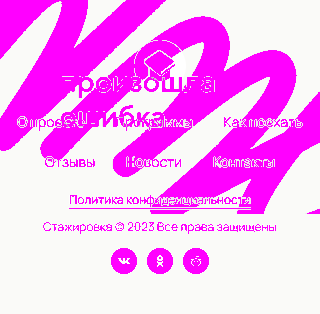 произошла
ошибка
О проекте Программы Как поехать
Отзывы Новости Контакты
Политика конфиденциальности
Стажировка © 2023 Все права защищены